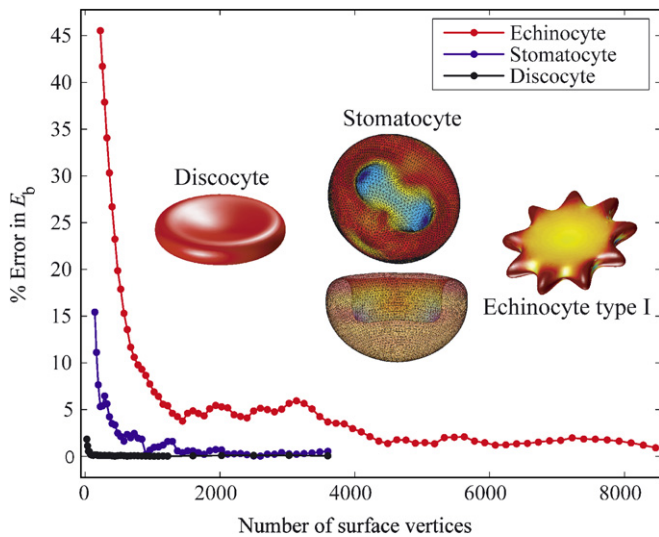 Echinocyte
Stomatocyte
Discocyte
45
40
35
30
25
20
15
10
5
0
% Error in E_b
Stomatocyte
Discocyte
Echinocyte type I
0
2000
4000
6000
8000
Number of surface vertices